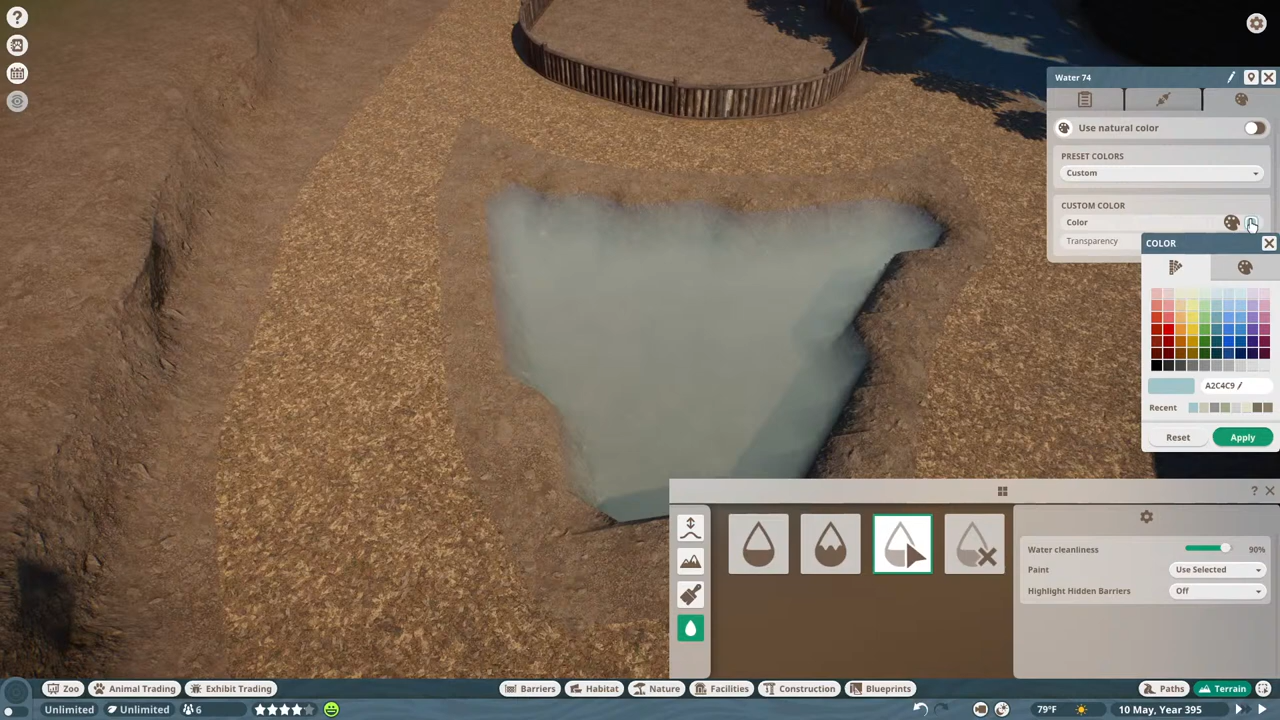 Water 74
Use natural color
PRESET COLORS
Custom
CUSTOM COLOR
Color
Transparency
COLOR
A2C4C9
Recent
Reset
Apply
?
?
Water cleanliness 90%
Paint Use Selected
Highlight Hidden Barriers Off
Zoo Animal Trading Exhibit Trading Barriers Habitat Nature Facilities Construction Blueprints Paths Terrain
Unlimited Unlimited 6 79°F 10 May, Year 395